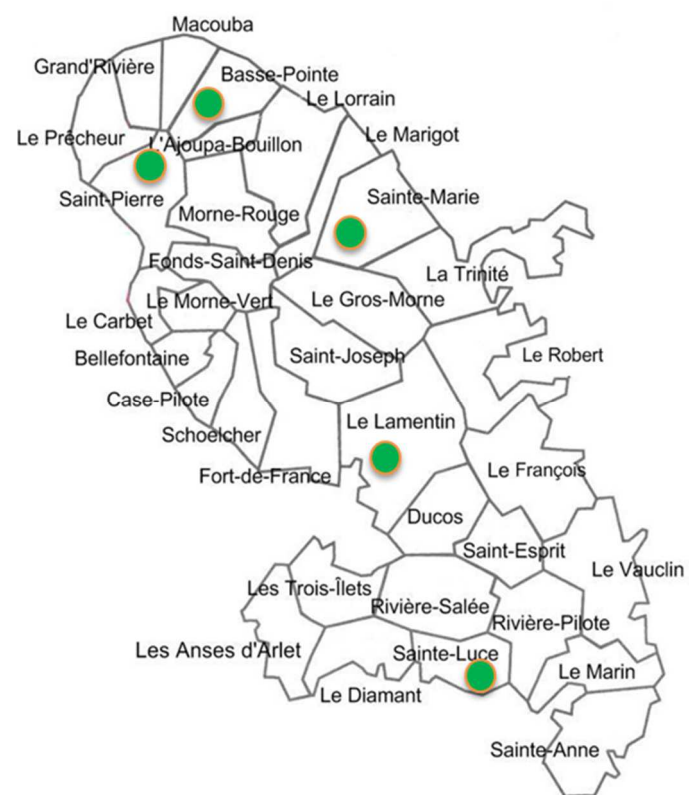 Macouba
Grand'Rivière
Basse-Pointe
Le Lorrain
Le Prêcheur
L'Ajoupa-Bouillon
Le Marigot
Saint-Pierre
Morne-Rouge
Sainte-Marie
Fonds-Saint-Denis
La Trinité
Le Morne-Vert
Le Gros-Morne
Le Carbet
Bellefontaine
Saint-Joseph
Le Robert
Case-Pilote
Schoelcher
Le Lamentin
Fort-de-France
Le François
Ducos
Saint-Esprit
Le Vauclin
Les Trois-Îlets
Rivière-Salée
Rivière-Pilote
Les Anses d'Arlet
Sainte-Luce
Le Marin
Le Diamant
Sainte-Anne